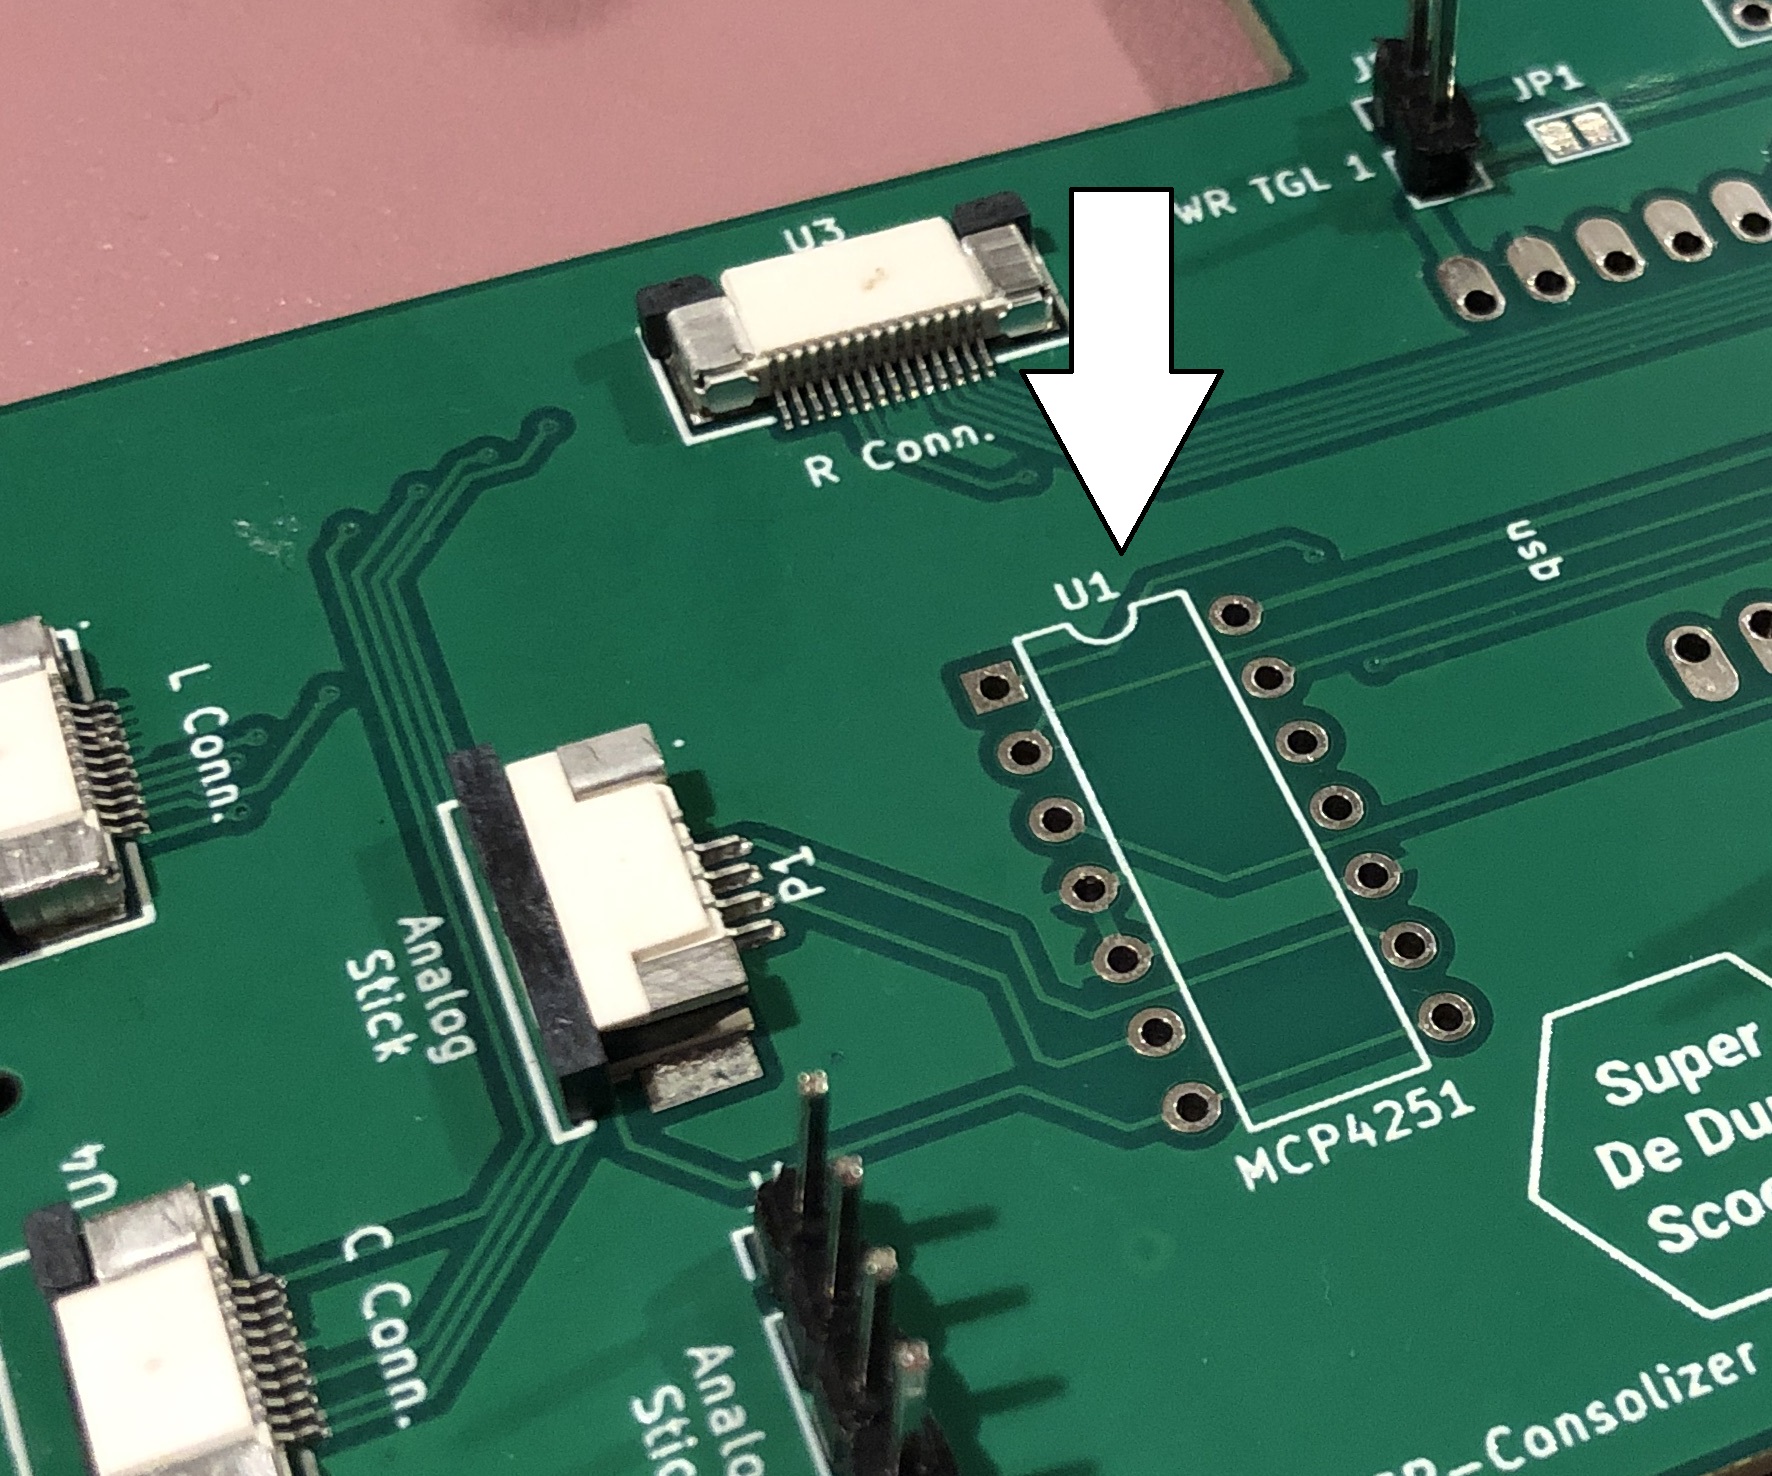 JP1
WR TGL 1
U3
R Conn.
usb
U1
L Conn.
P1
Analog
Stick
MCP4251
Super
De Du
Scoo
U4
C Conn.
Analo
Stic
-Consolizer